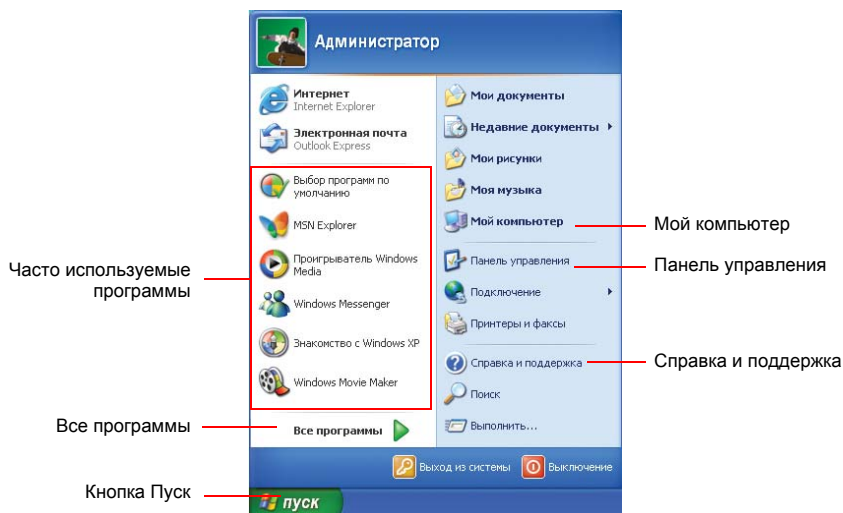 Администратор
Интернет
Internet Explorer
Электронная почта
Outlook Express
Выбор программ по
умолчанию
MSN Explorer
Проигрыватель Windows
Media
Windows Messenger
Знакомство с Windows XP
Windows Movie Maker
Все программы
Мои документы
Недавние документы
Мои рисунки
Моя музыка
Мой компьютер
Панель управления
Подключение
Принтеры и факсы
Справка и поддержка
Поиск
Выполнить...
Выход из системы
Выключение
пуск
Часто используемые
программы
Все программы
Кнопка Пуск
Мой компьютер
Панель управления
Справка и поддержка